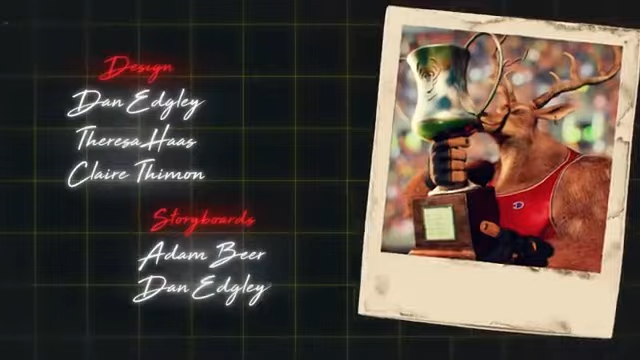 Design
Dan Edgley
Theresa Haas
Claire Thimon
Storyboards
Adam Beer
Dan Edgley